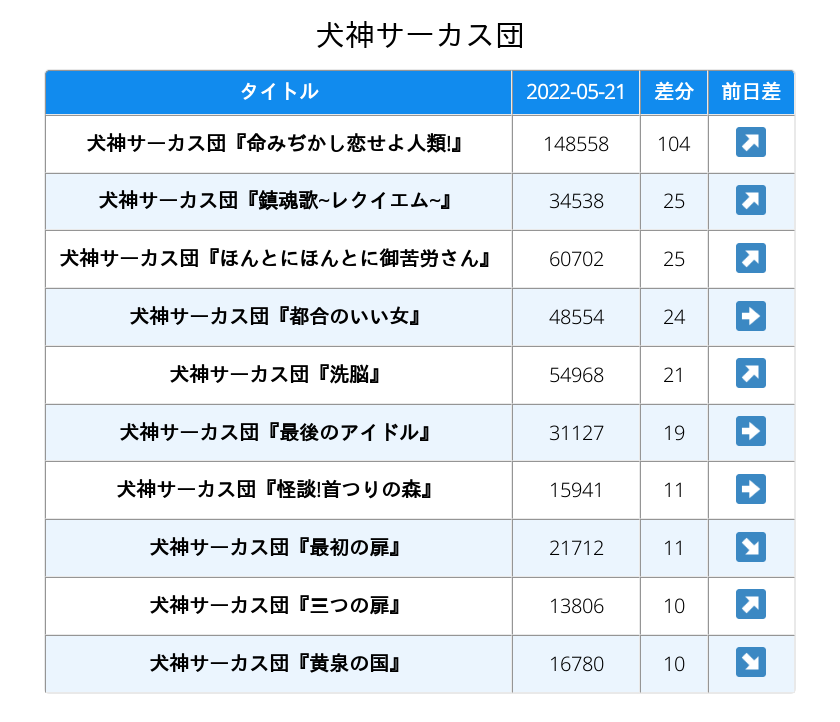 犬神サーカス団
タイトル 2022-05-21 差分 前日差
犬神サーカス団『命みぢかし恋せよ人類!』 148558 104 ↗
犬神サーカス団『鎮魂歌~レクイエム~』 34538 25 ↗
犬神サーカス団『ほんとにほんとに御苦労さん』 60702 25 ↗
犬神サーカス団『都合のいい女』 48554 24 ➡
犬神サーカス団『洗脳』 54968 21 ↗
犬神サーカス団『最後のアイドル』 31127 19 ➡
犬神サーカス団『怪談!首つりの森』 15941 11 ➡
犬神サーカス団『最初の扉』 21712 11 ↘
犬神サーカス団『三つの扉』 13806 10 ↗
犬神サーカス団『黄泉の国』 16780 10 ↘